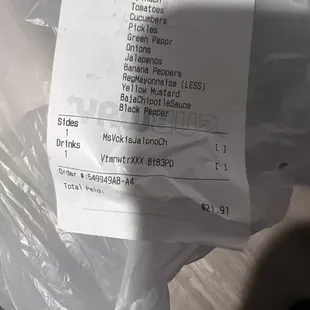 Tomatoes
Cucumbers
Pickles
Green Peppr
Onions
Jalapenos
Banana Peppers
RegMayonnaise (LESS)
Yellow Mustard
BajaChipotleSauce
Black Pepper
Sides
1 MsVckisJalpnoCh [ ]
Drinks
1 VtmnwtrXXX BtB3PD [ ]
Order #:549949AB-A4
Total Paid: $21.91